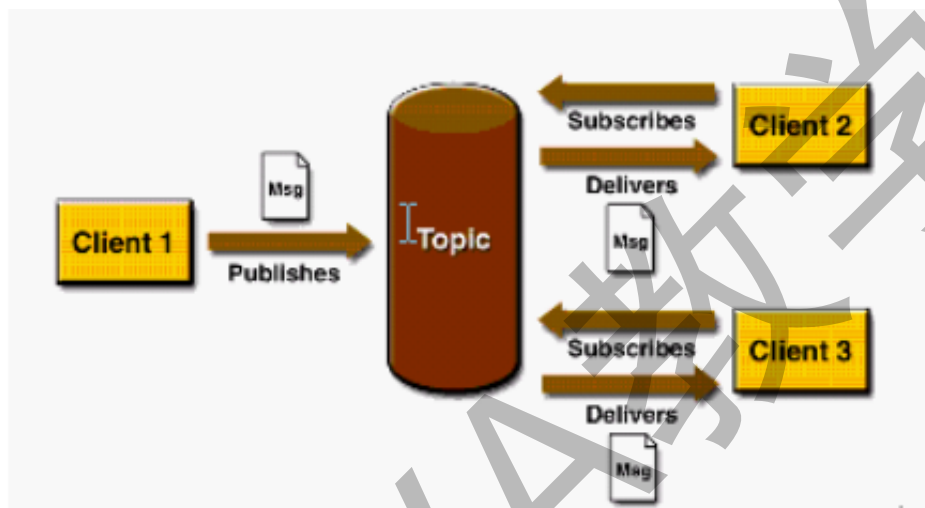 Msg
Client 1
Publishes
Topic
Subscribes
Client 2
Delivers
Msg
Subscribes
Client 3
Delivers
Msg